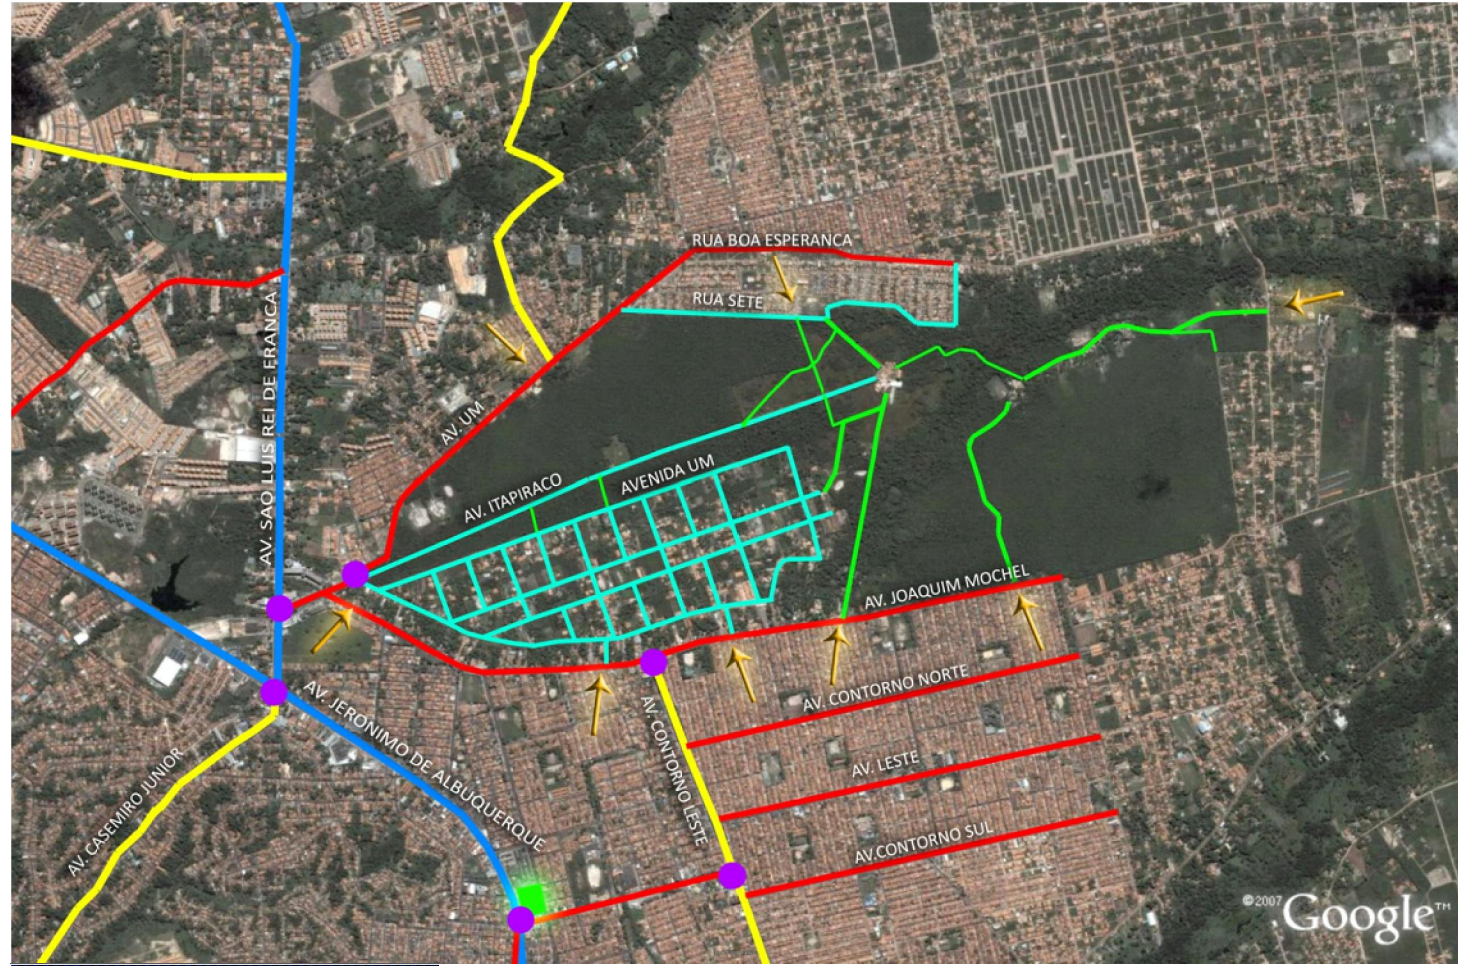 RUA BOA ESPERANCA
RUA SETE
AV. SAO LUIS REI DE FRANCA
AV. UM
AV. ITAPIRACO
AVENIDA UM
AV. JOAQUIM MOCHEL
AV. CONTORNO NORTE
AV. JERONIMO DE ALBUQUERQUE
AV. CONTORNO LESTE
AV. LESTE
AV. CASEMIRO JUNIOR
AV.CONTORNO SUL
©2007 Google™